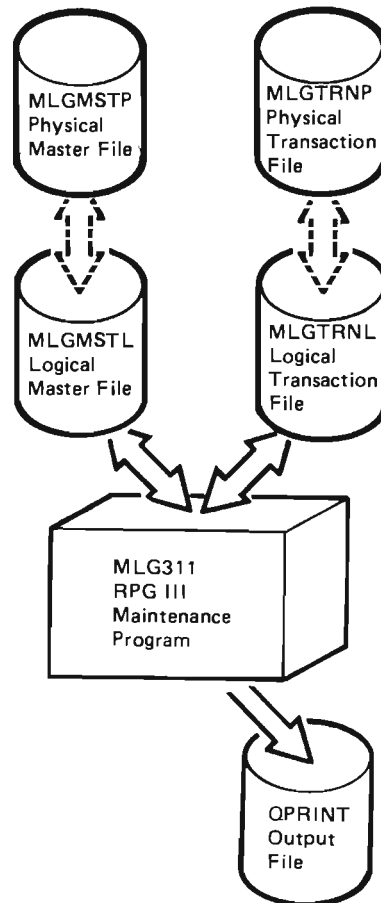 MLGMSTP
Physical
Master File
MLGTRNP
Physical
Transaction
File
MLGMSTL
Logical
Master File
MLGTRNL
Logical
Transaction
File
MLG311
RPG III
Maintenance
Program
QPRINT
Output
File